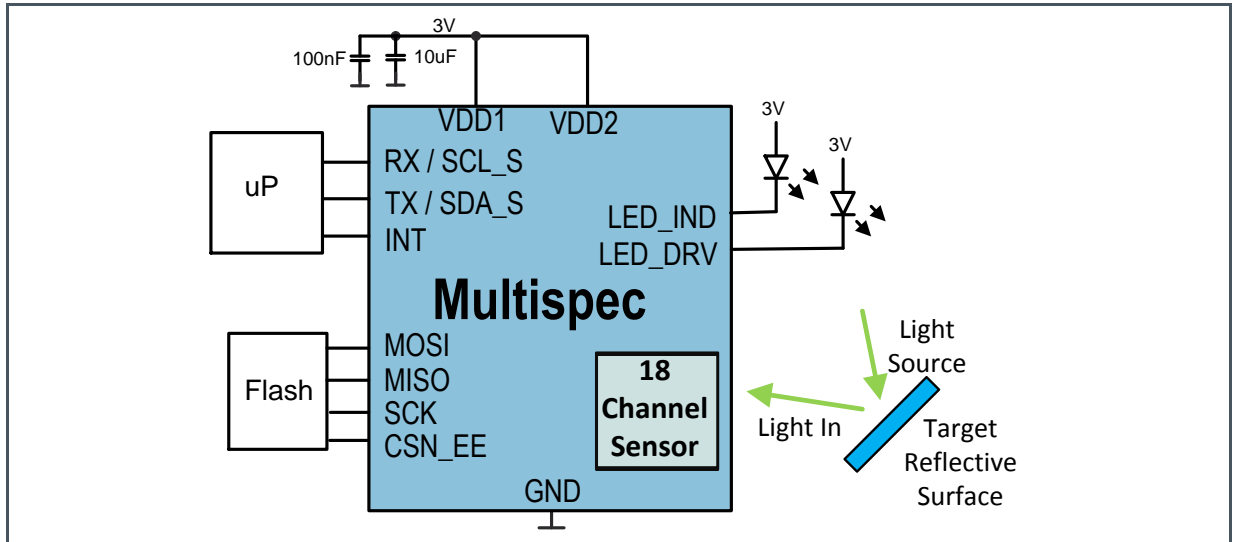 3V
100nF
10uF
VDD1
VDD2
3V
3V
uP
RX / SCL_S
TX / SDA_S
INT
LED_IND
LED_DRV
Multispec
Flash
MOSI
MISO
SCK
CSN_EE
18
Channel
Sensor
Light
Source
Light In
Target
Reflective
Surface
GND